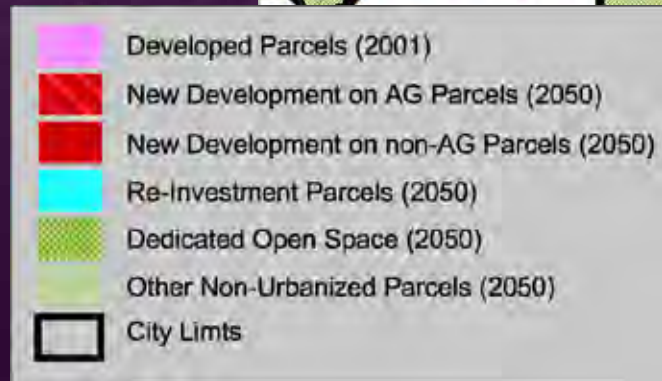 Developed Parcels (2001)
New Development on AG Parcels (2050)
New Development on non-AG Parcels (2050)
Re-Investment Parcels (2050)
Dedicated Open Space (2050)
Other Non-Urbanized Parcels (2050)
City Limts